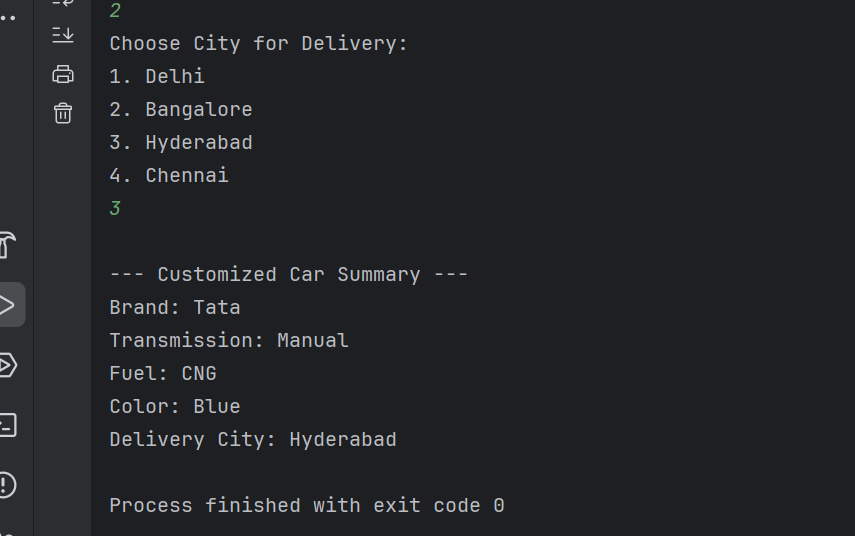 2
Choose City for Delivery:
1. Delhi
2. Bangalore
3. Hyderabad
4. Chennai
3
--- Customized Car Summary ---
Brand: Tata
Transmission: Manual
Fuel: CNG
Color: Blue
Delivery City: Hyderabad
Process finished with exit code 0